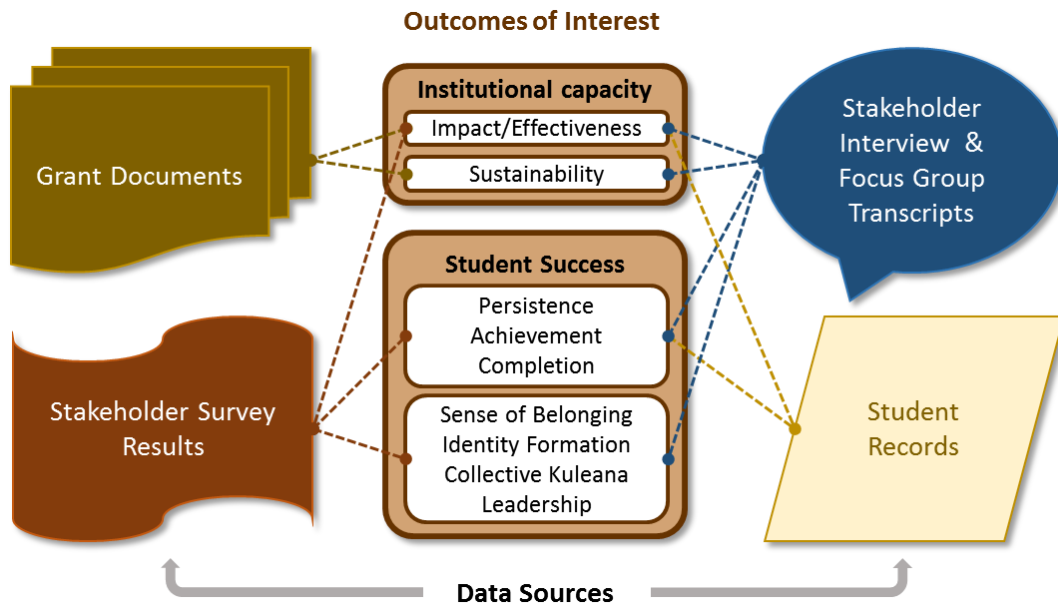 Outcomes of Interest
Grant Documents
Stakeholder Survey
Results
Institutional capacity
Impact/Effectiveness
Sustainability
Student Success
Persistence
Achievement
Completion
Sense of Belonging
Identity Formation
Collective Kuleana
Leadership
Stakeholder
Interview &
Focus Group
Transcripts
Student
Records
Data Sources